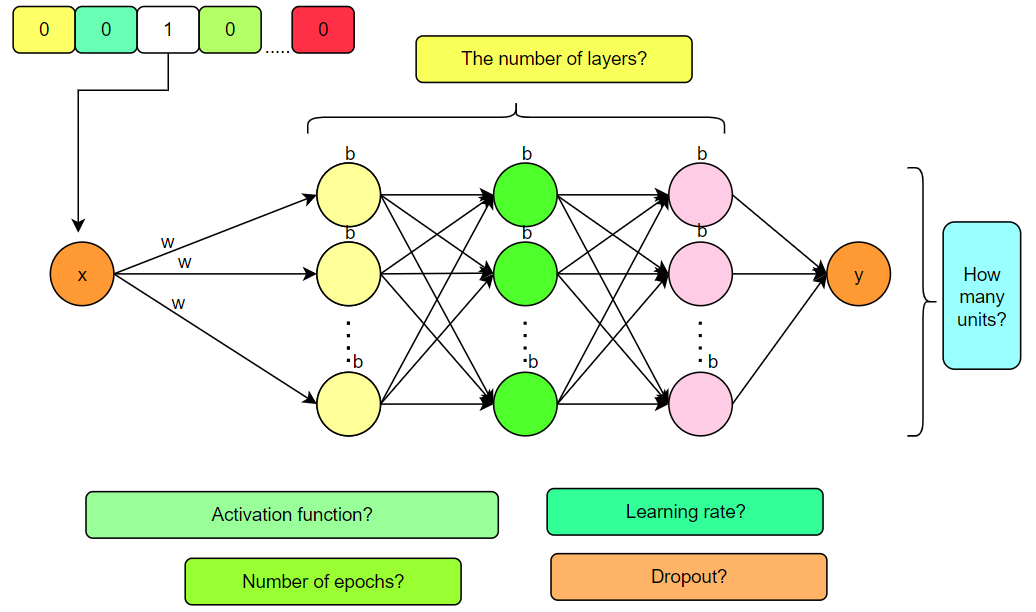 0 0 1 0 ..... 0
The number of layers?
b b b
b b b
w
w
x
y
w
How
many
units?
b b b
Activation function?
Learning rate?
Number of epochs?
Dropout?